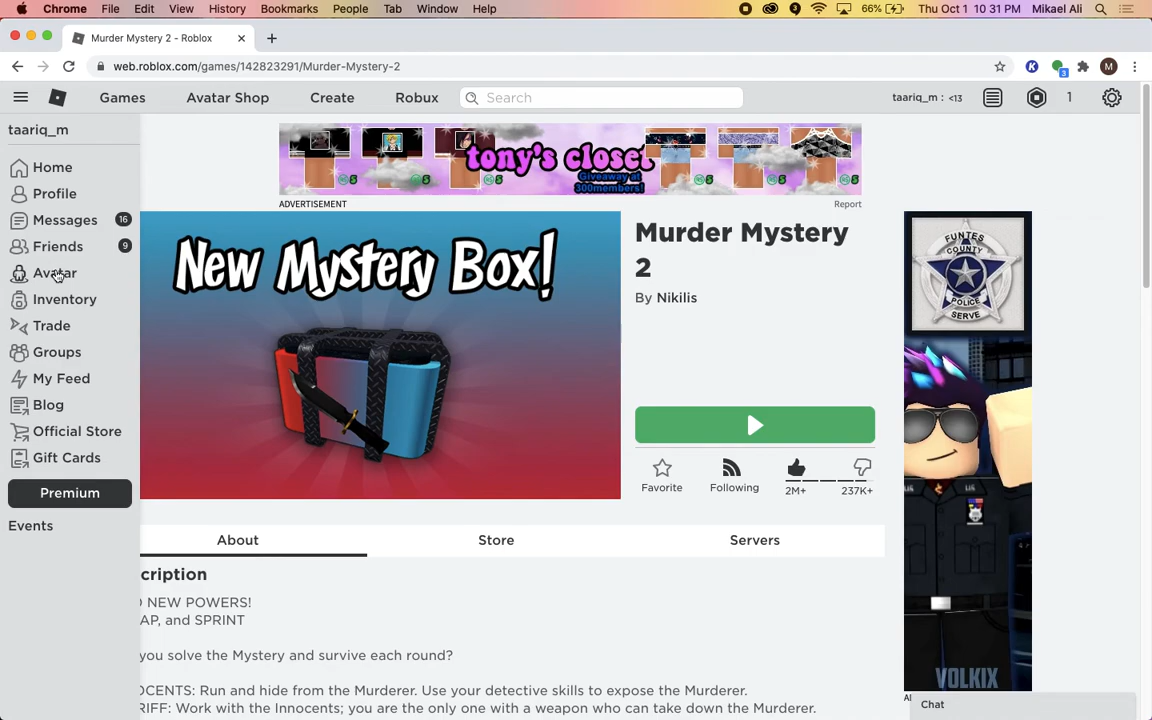 Chrome File Edit View History Bookmarks People Tab Window Help 66% Thu Oct 1 10 31 PM Mikael Ali
Murder Mystery 2 - Roblox
web.roblox.com/games/142823291/Murder-Mystery-2
K 3 M
Games Avatar Shop Create Robux Search taariq_m : <13 1
taariq_m
Home
Profile
Messages 16
Friends 9
Avatar
Inventory
Trade
Groups
My Feed
Blog
Official Store
Gift Cards
Premium
Events
tony's closet
Giveaway at
300members!
ADVERTISEMENT Report
New Mystery Box!
Murder Mystery
2
By Nikilis
Favorite Following 2M+ 237K+
About Store Servers
cription
NEW POWERS!
AP, and SPRINT
you solve the Mystery and survive each round?
OCENTS: Run and hide from the Murderer. Use your detective skills to expose the Murderer.
RIFF: Work with the Innocents; you are the only one with a weapon who can take down the Murderer.
FUNTES
COUNTY
POLICE
SERVE
VOLKIX
Chat